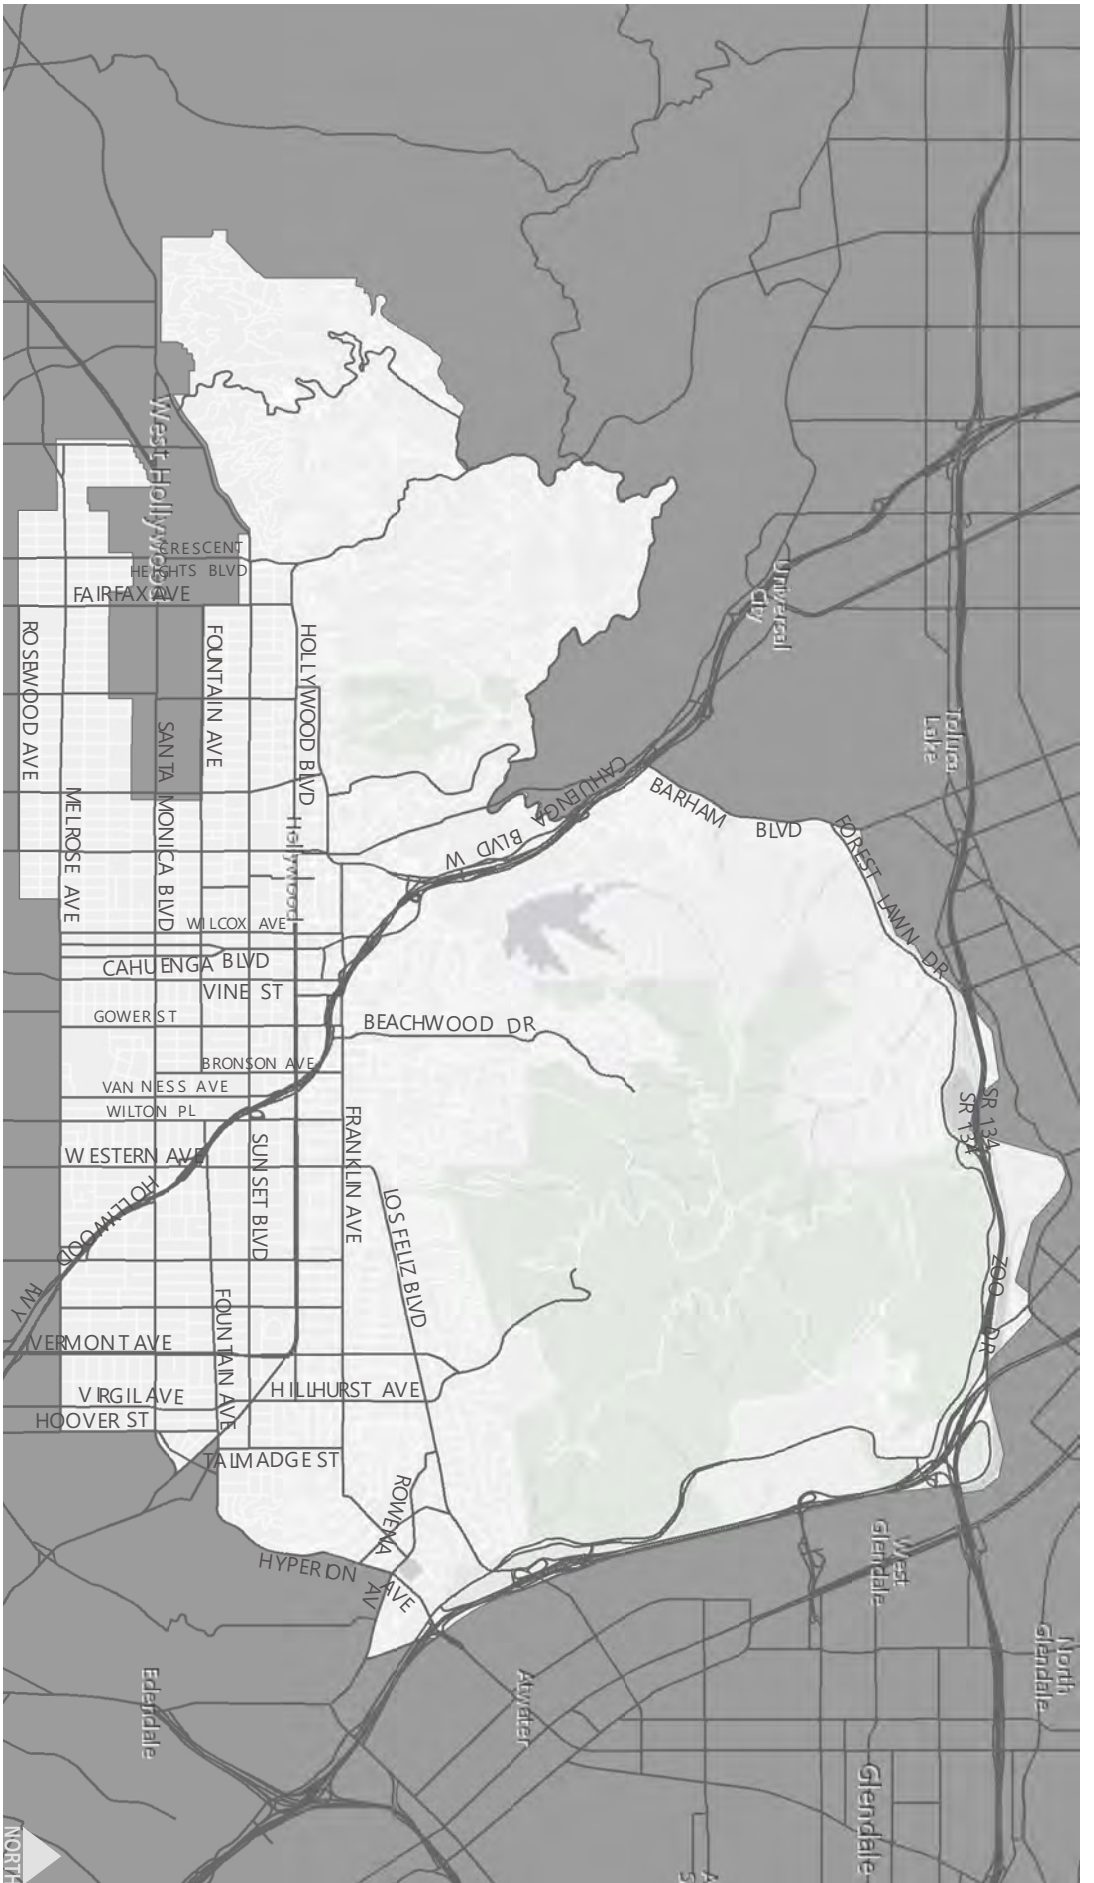 West Hollywood
CRESCENT
HEIGHTS BLVD
FAIRFAX AVE
ROSEWOOD AVE
FOUNTAIN AVE
HOLLYWOOD BLVD
Universal
City
Toluca
Lake
SANTA MONICA BLVD
MELROSE AVE
CAHUENGA BLVD W
BARHAM BLVD
FOREST LAWN DR
Hollywood
WILCOX AVE
CAHUENGA BLVD
VINE ST
GOWER ST
BEACHWOOD DR
BRONSON AVE
VAN NESS AVE
WILTON PL
WESTERN AVE
SR 134
SR 134
FRANKLIN AVE
SUNSET BLVD
LOS FELIZ BLVD
HOLLYWOOD FWY
ZOO DR
FOUNTAIN AVE
VERMONT AVE
VIRGIL AVE
HILLHURST AVE
HOOVER ST
TALMADGE ST
ROWENA AVE
HYPERION AVE
West
Glendale
North
Glendale
Edendale
Atwater
Glendale
NORTH